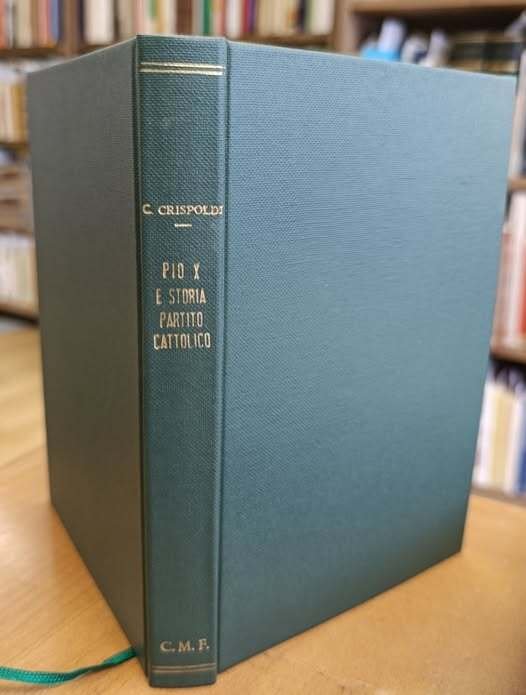 C. CRISPOLDI
PIO X
E STORIA
PARTITO
CATTOLICO
C. M. F.